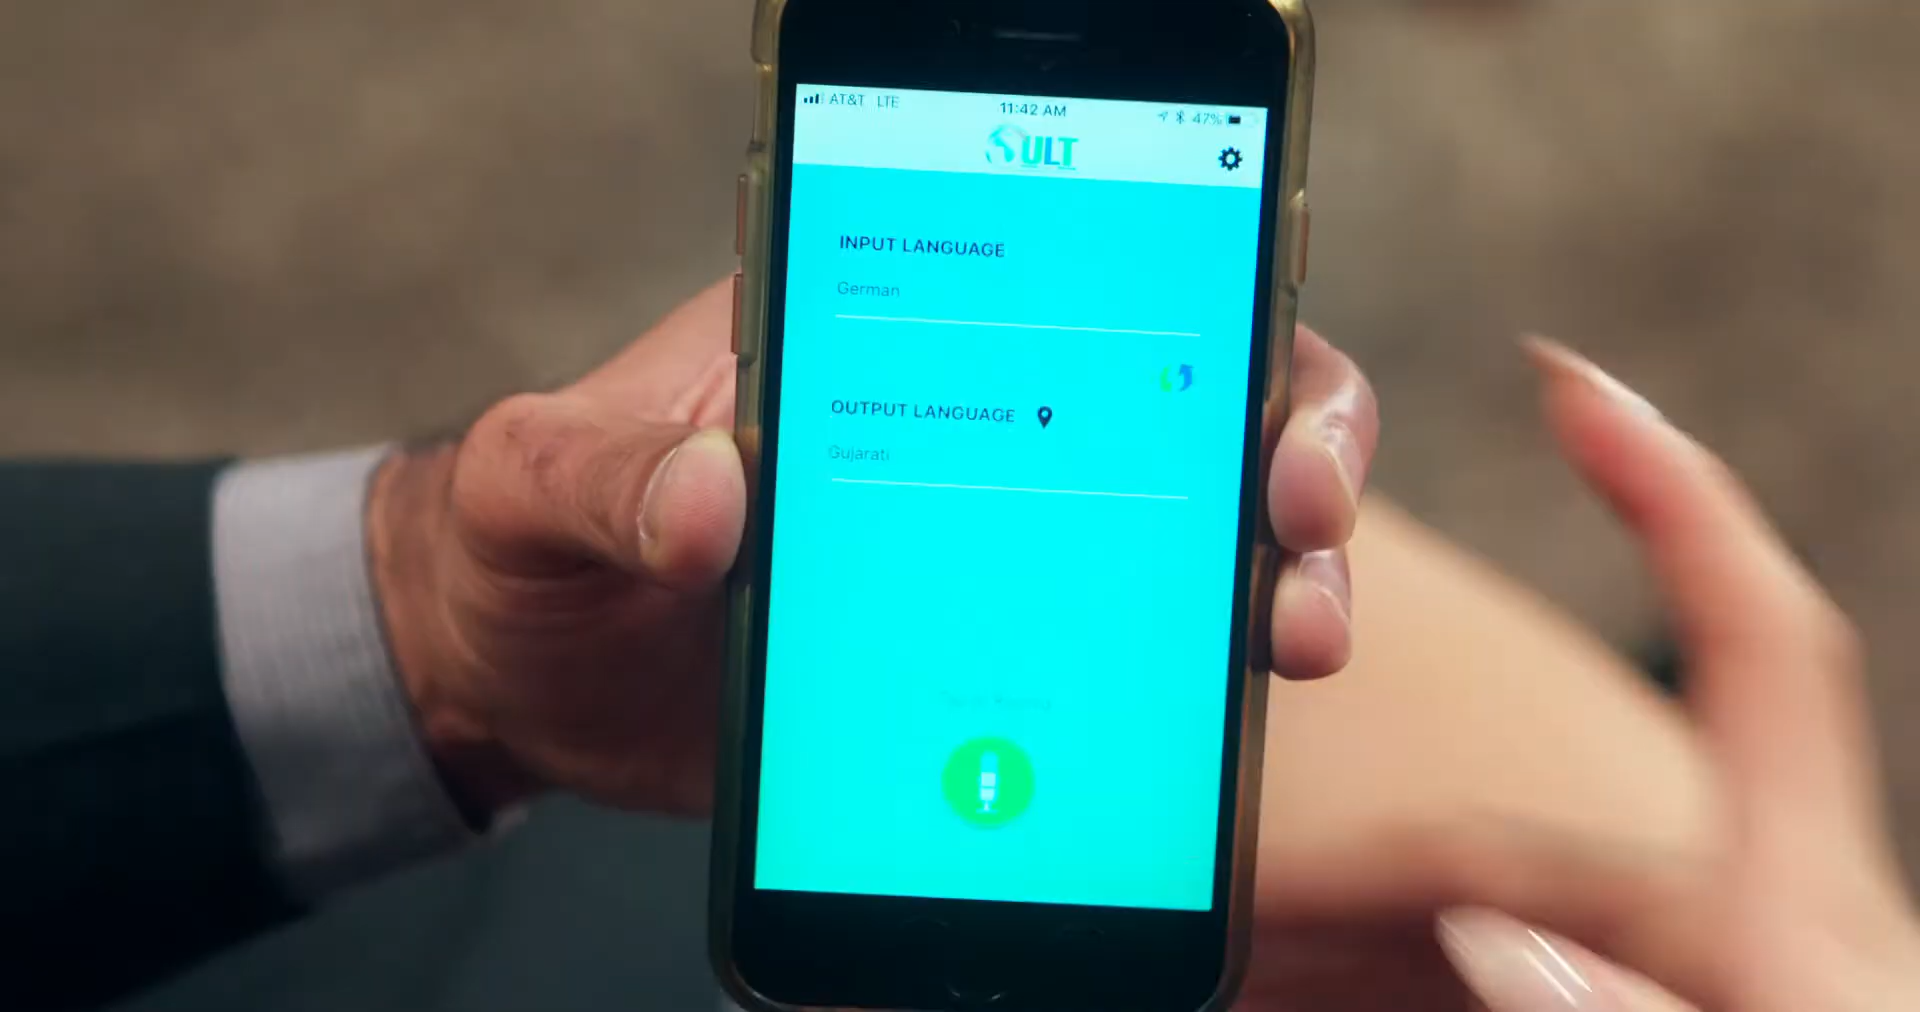 AT&T LTE 11:42 AM 47%
ULT
INPUT LANGUAGE
German
OUTPUT LANGUAGE
Gujarati